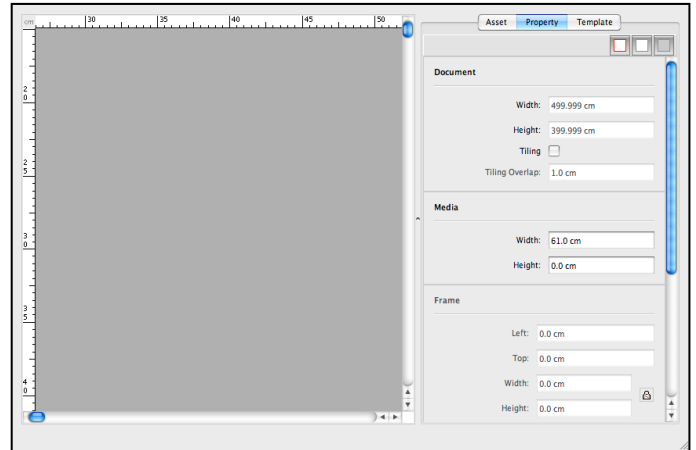 cm 30 35 40 45 50
Asset Property Template
Document
Width: 499.999 cm
Height: 399.999 cm
Tiling
Tiling Overlap: 1.0 cm
Media
Width: 61.0 cm
Height: 0.0 cm
Frame
Left: 0.0 cm
Top: 0.0 cm
Width: 0.0 cm
Height: 0.0 cm
2
0
2
5
3
0
3
5
4
0